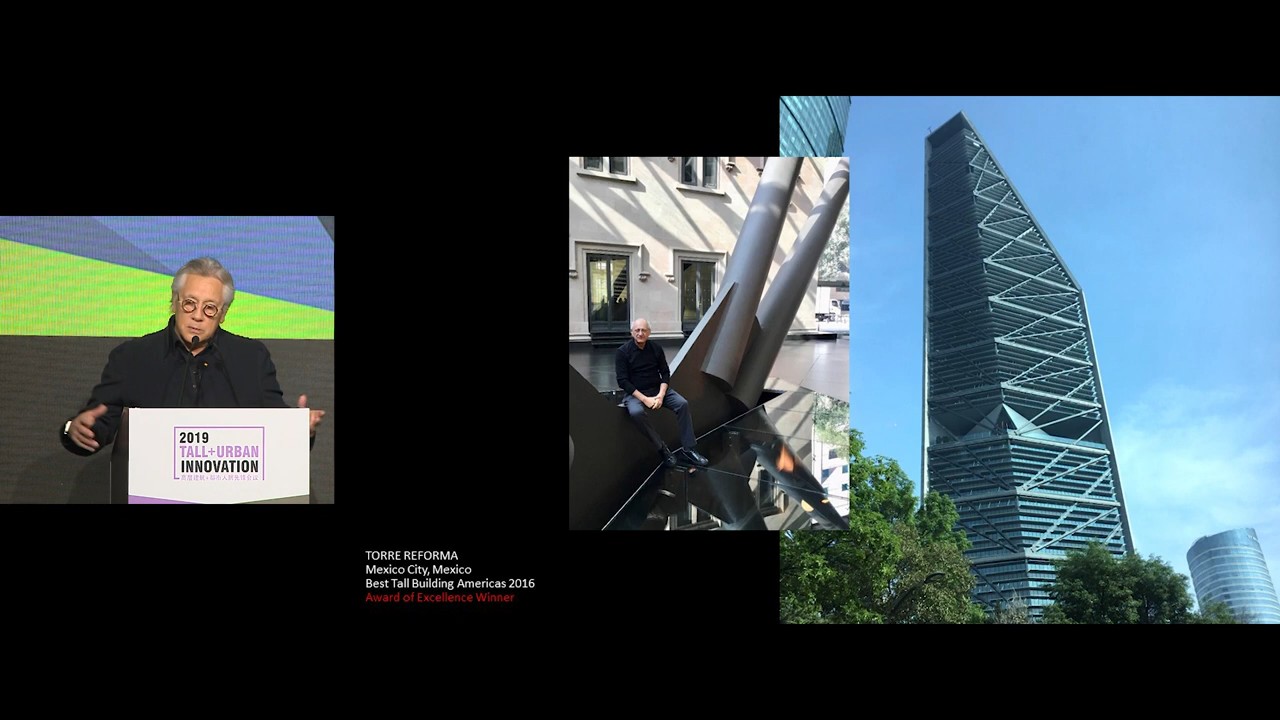 2019
TALL+URBAN
INNOVATION
TORRE REFORMA
Mexico City, Mexico
Best Tall Building Americas 2016
Award of Excellence Winner